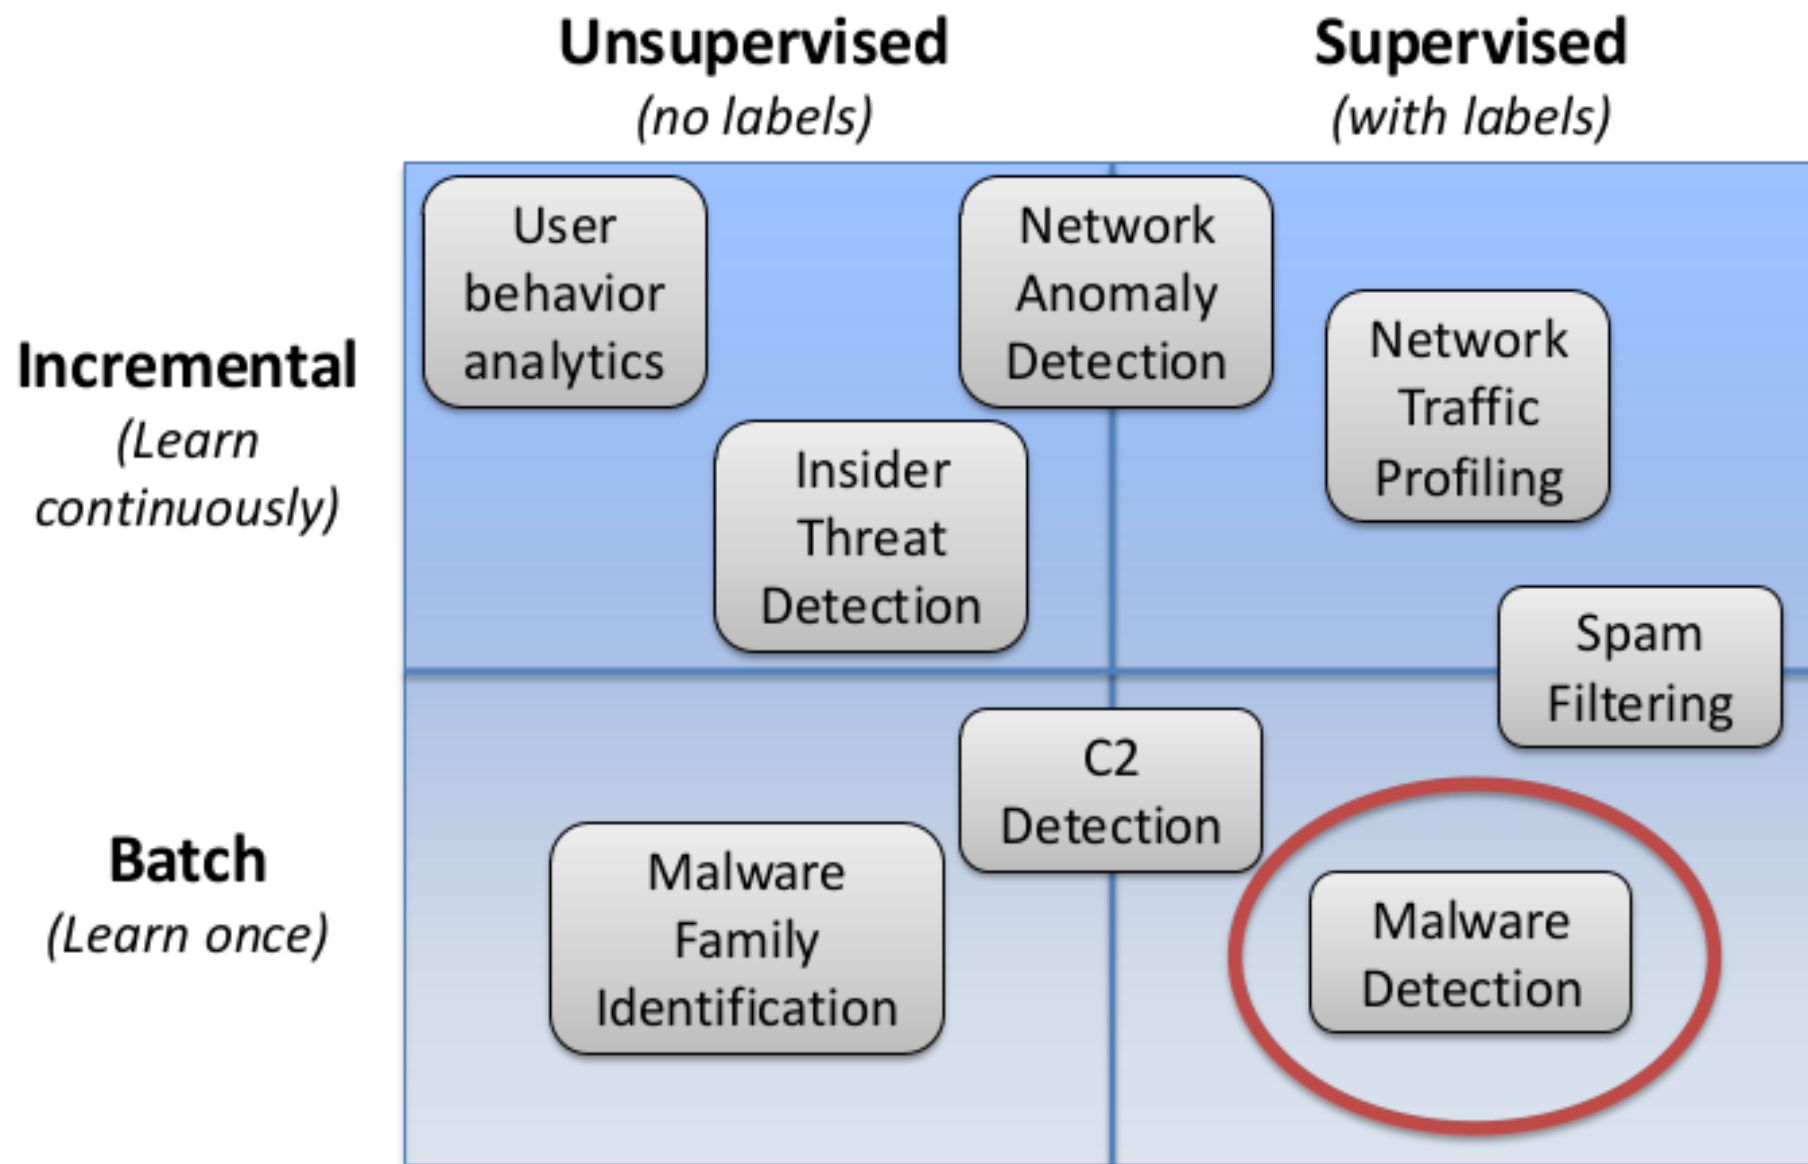 Unsupervised
(no labels)
Supervised
(with labels)
Incremental
(Learn
continuously)
User
behavior
analytics
Network
Anomaly
Detection
Network
Traffic
Profiling
Insider
Threat
Detection
Spam
Filtering
Batch
(Learn once)
C2
Detection
Malware
Family
Identification
Malware
Detection